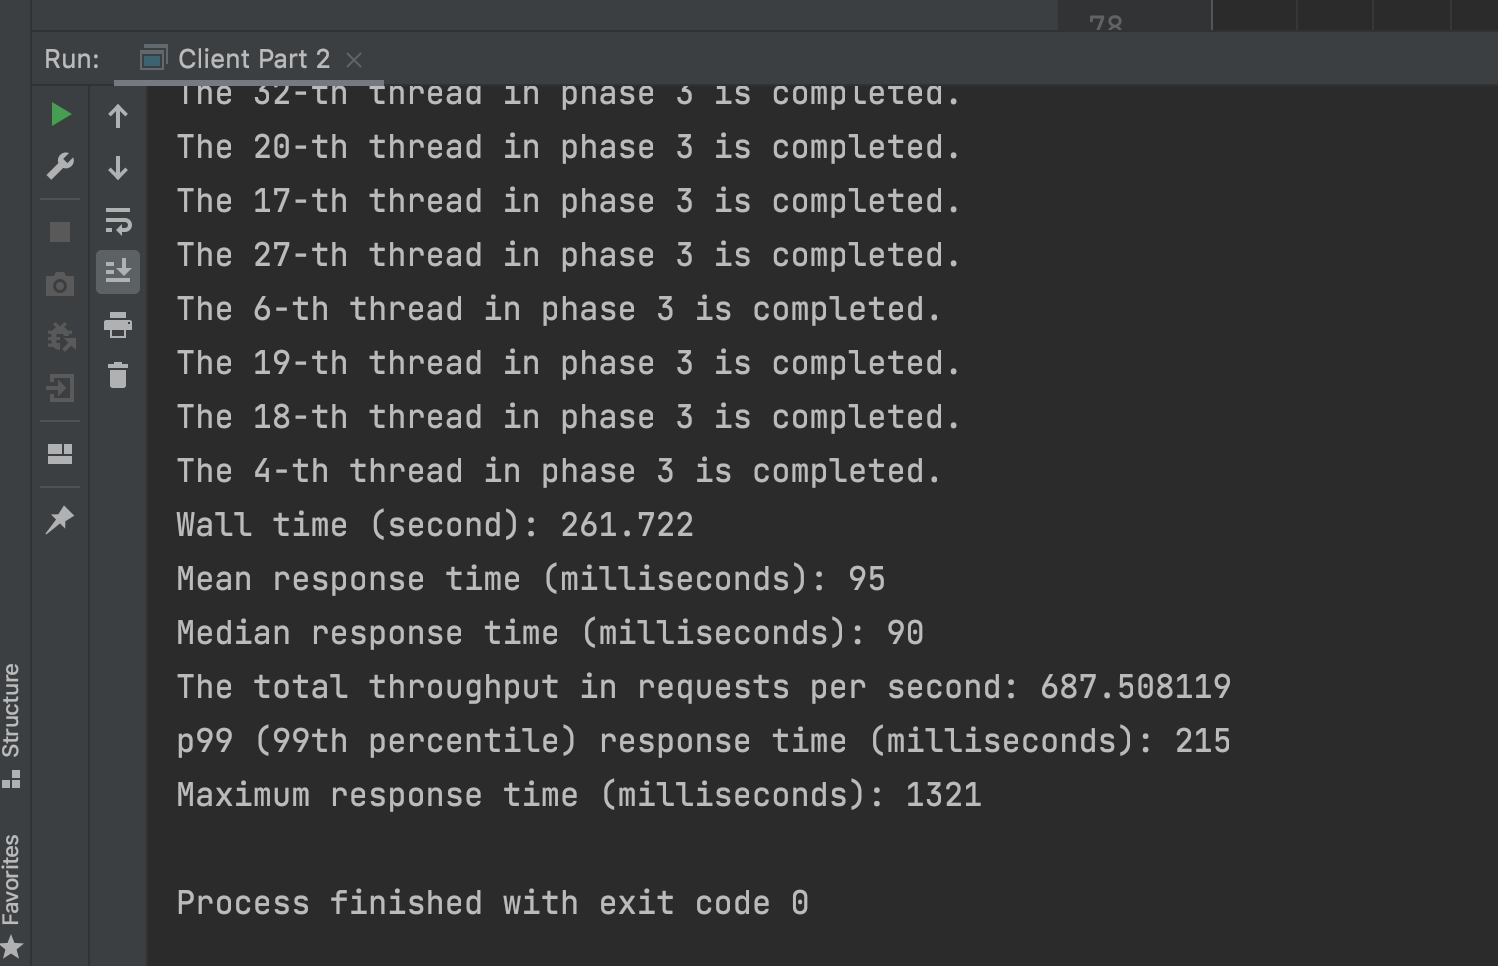 78
Run: Client Part 2
The 32-th thread in phase 3 is completed.
The 20-th thread in phase 3 is completed.
The 17-th thread in phase 3 is completed.
The 27-th thread in phase 3 is completed.
The 6-th thread in phase 3 is completed.
The 19-th thread in phase 3 is completed.
The 18-th thread in phase 3 is completed.
The 4-th thread in phase 3 is completed.
Wall time (second): 261.722
Mean response time (milliseconds): 95
Median response time (milliseconds): 90
The total throughput in requests per second: 687.508119
p99 (99th percentile) response time (milliseconds): 215
Maximum response time (milliseconds): 1321
Process finished with exit code 0
Structure
Favorites